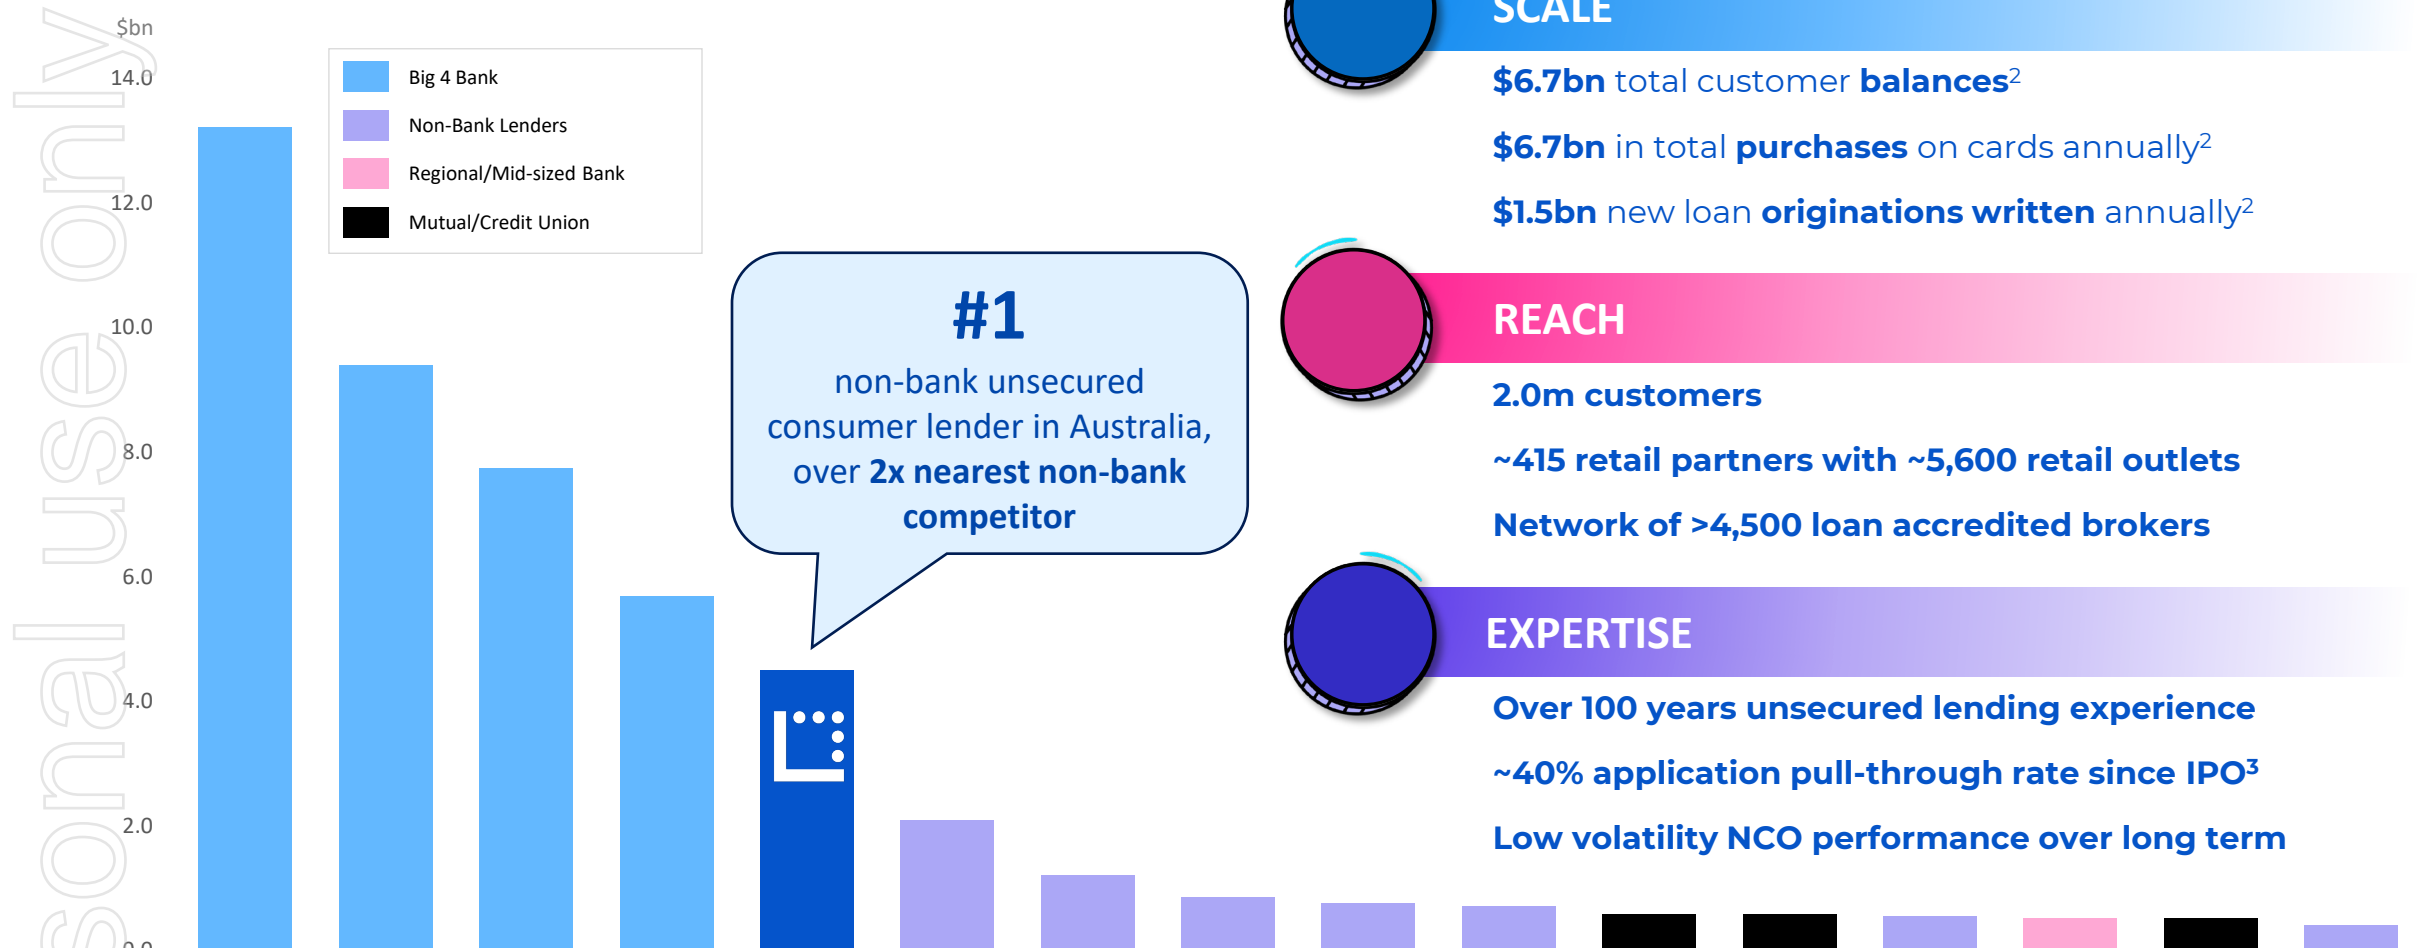 $bn
14.0
12.0
10.0
8.0
6.0
4.0
2.0
0.0
Big 4 Bank
Non-Bank Lenders
Regional/Mid-sized Bank
Mutual/Credit Union
#1
non-bank unsecured
consumer lender in Australia,
over 2x nearest non-bank
competitor
SCALE
$6.7bn total customer balances²
$6.7bn in total purchases on cards annually²
$1.5bn new loan originations written annually²
REACH
2.0m customers
~415 retail partners with ~5,600 retail outlets
Network of >4,500 loan accredited brokers
EXPERTISE
Over 100 years unsecured lending experience
~40% application pull-through rate since IPO³
Low volatility NCO performance over long term
sonal use only